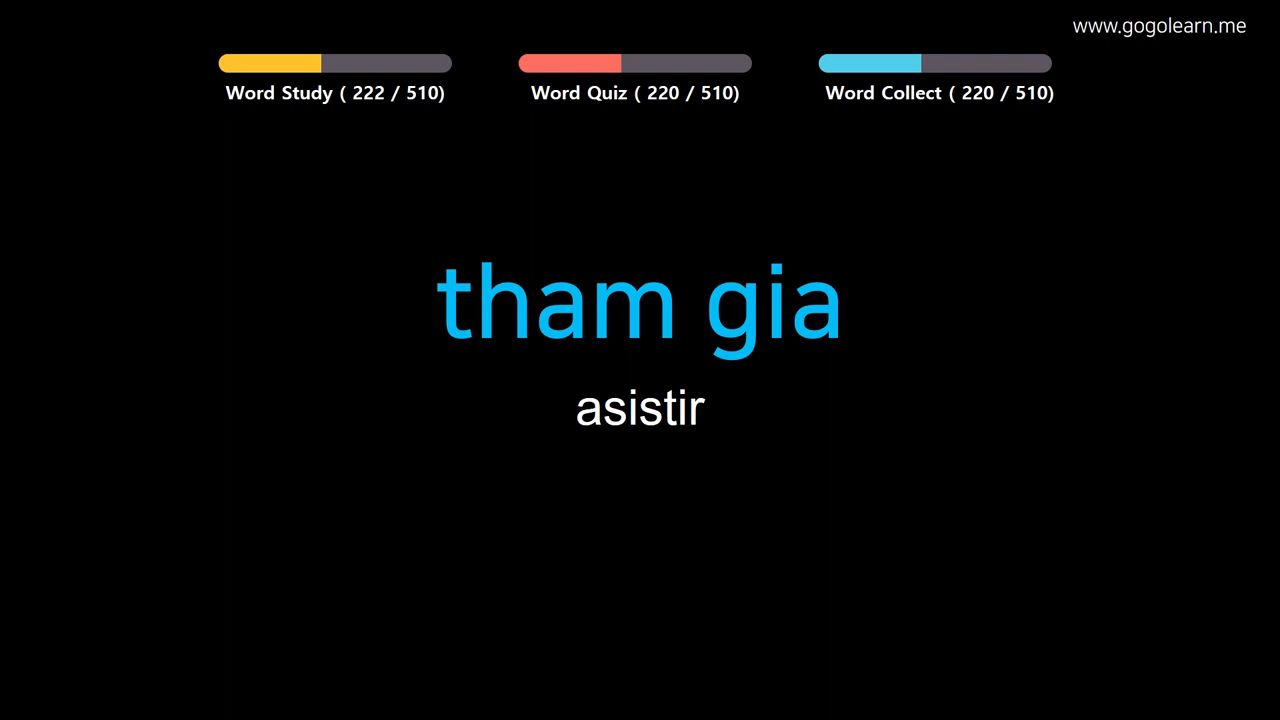 www.gogolearn.me
Word Study ( 222 / 510)
Word Quiz ( 220 / 510)
Word Collect ( 220 / 510)
tham gia
asistir